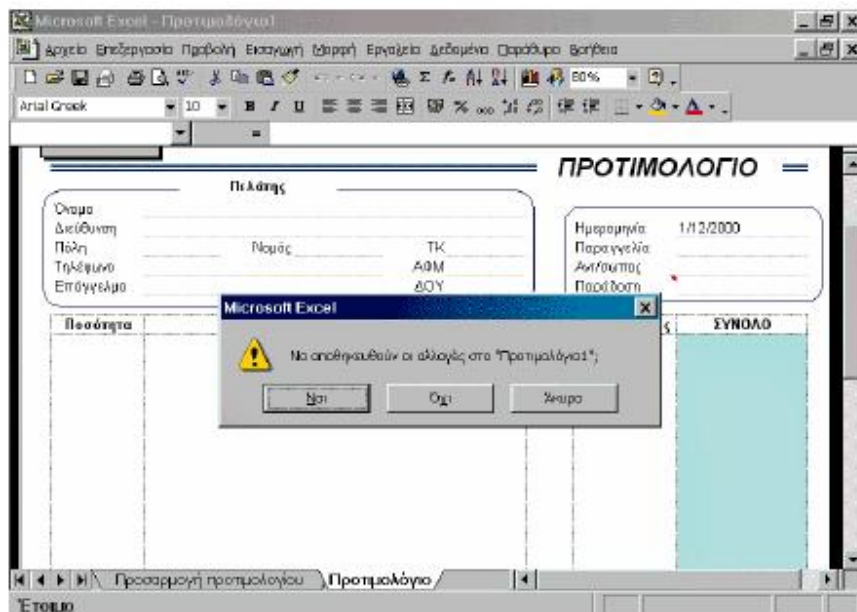 Microsoft Excel - Προτιμολόγιο1
Αρχείο Επεξεργασία Προβολή Εισαγωγή Μορφή Εργαλεία Δεδομένα Παράθυρο Βοήθεια
80%
Arial Greek 10 B I U
=
ΠΡΟΤΙΜΟΛΟΓΙΟ
Πελάτης
Όνομα
Διεύθυνση
Πόλη Νομός ΤΚ
Τηλέφωνο ΑΦΜ
Επάγγελμα ΔΟΥ
Ημερομηνία 1/12/2000
Παραγγελία
Αντ/σωπος
Παράδοση
Ποσότητα ς ΣΥΝΟΛΟ
Microsoft Excel
Να αποθηκευθούν οι αλλαγές στο "Προτιμολόγιο1";
Ναι Όχι Άκυρο
Προσαρμογή προτιμολογίου Προτιμολόγιο
Έτοιμο